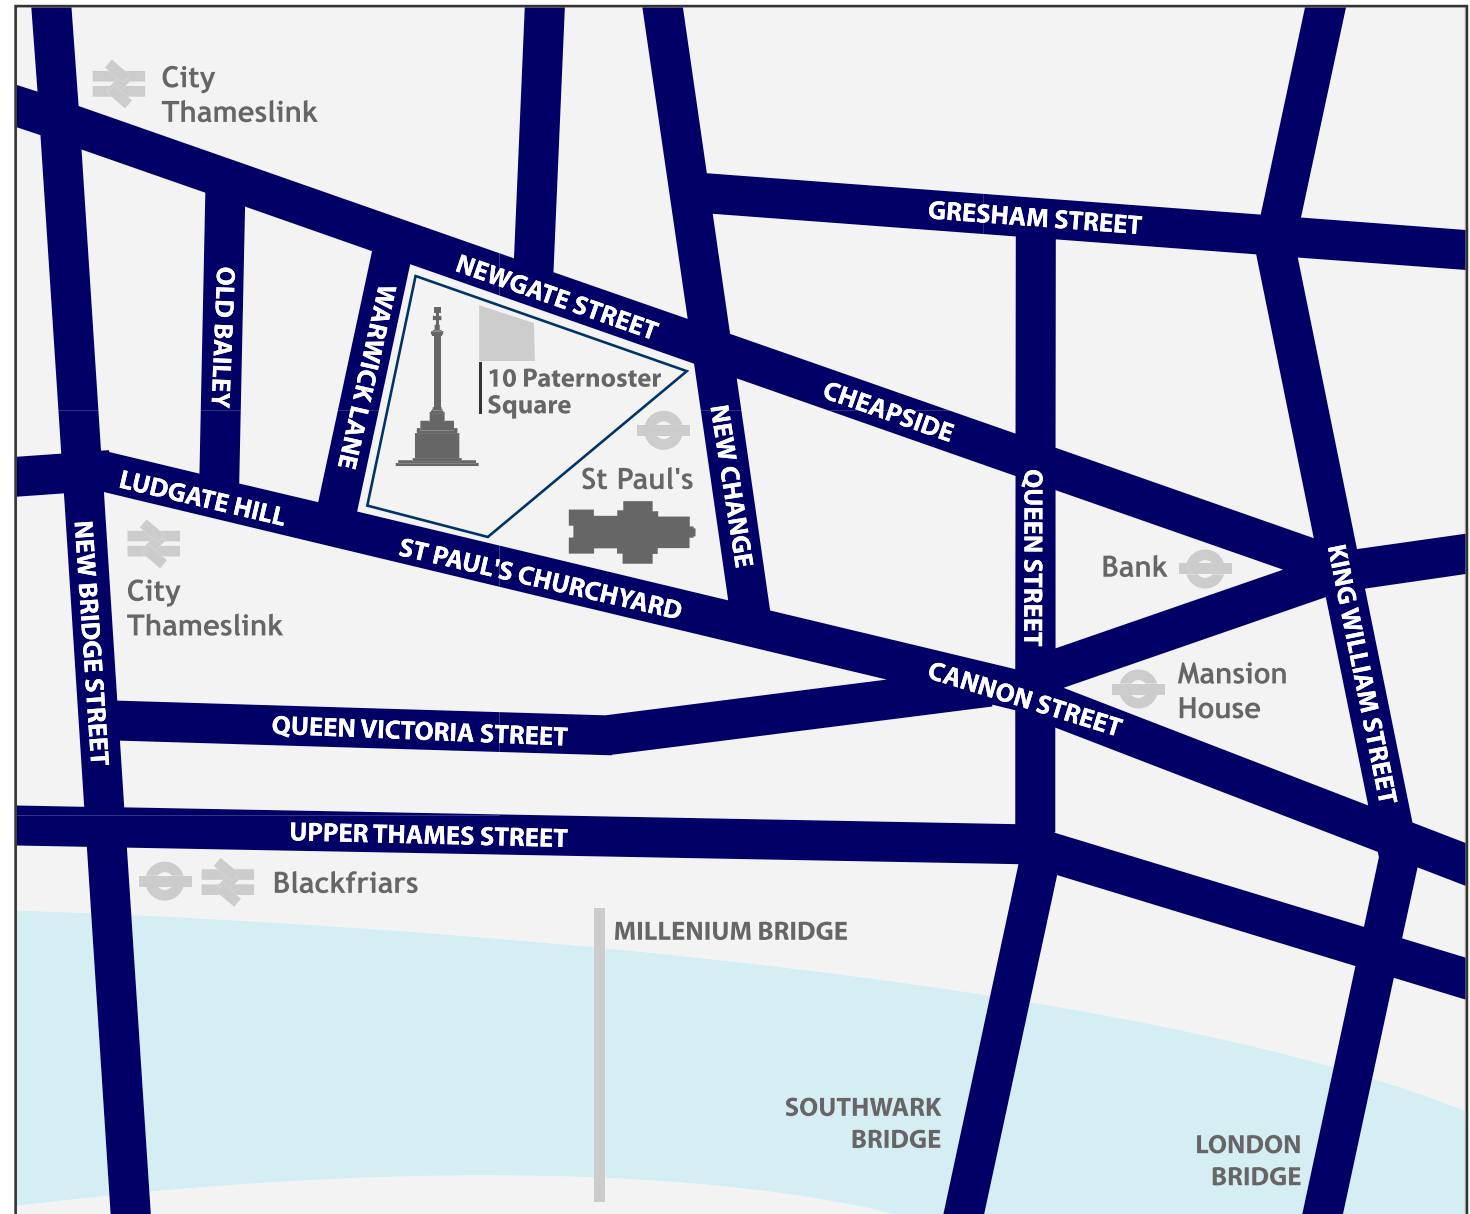 City
Thameslink
GRESHAM STREET
NEWGATE STREET
OLD BAILEY
WARWICK LANE
10 Paternoster
Square
CHEAPSIDE
NEW CHANGE
St Paul's
LUDGATE HILL
QUEEN STREET
NEW BRIDGE STREET
City
Thameslink
ST PAUL'S CHURCHYARD
Bank
KING WILLIAM STREET
Mansion
House
CANNON STREET
QUEEN VICTORIA STREET
UPPER THAMES STREET
Blackfriars
MILLENIUM BRIDGE
SOUTHWARK
BRIDGE
LONDON
BRIDGE